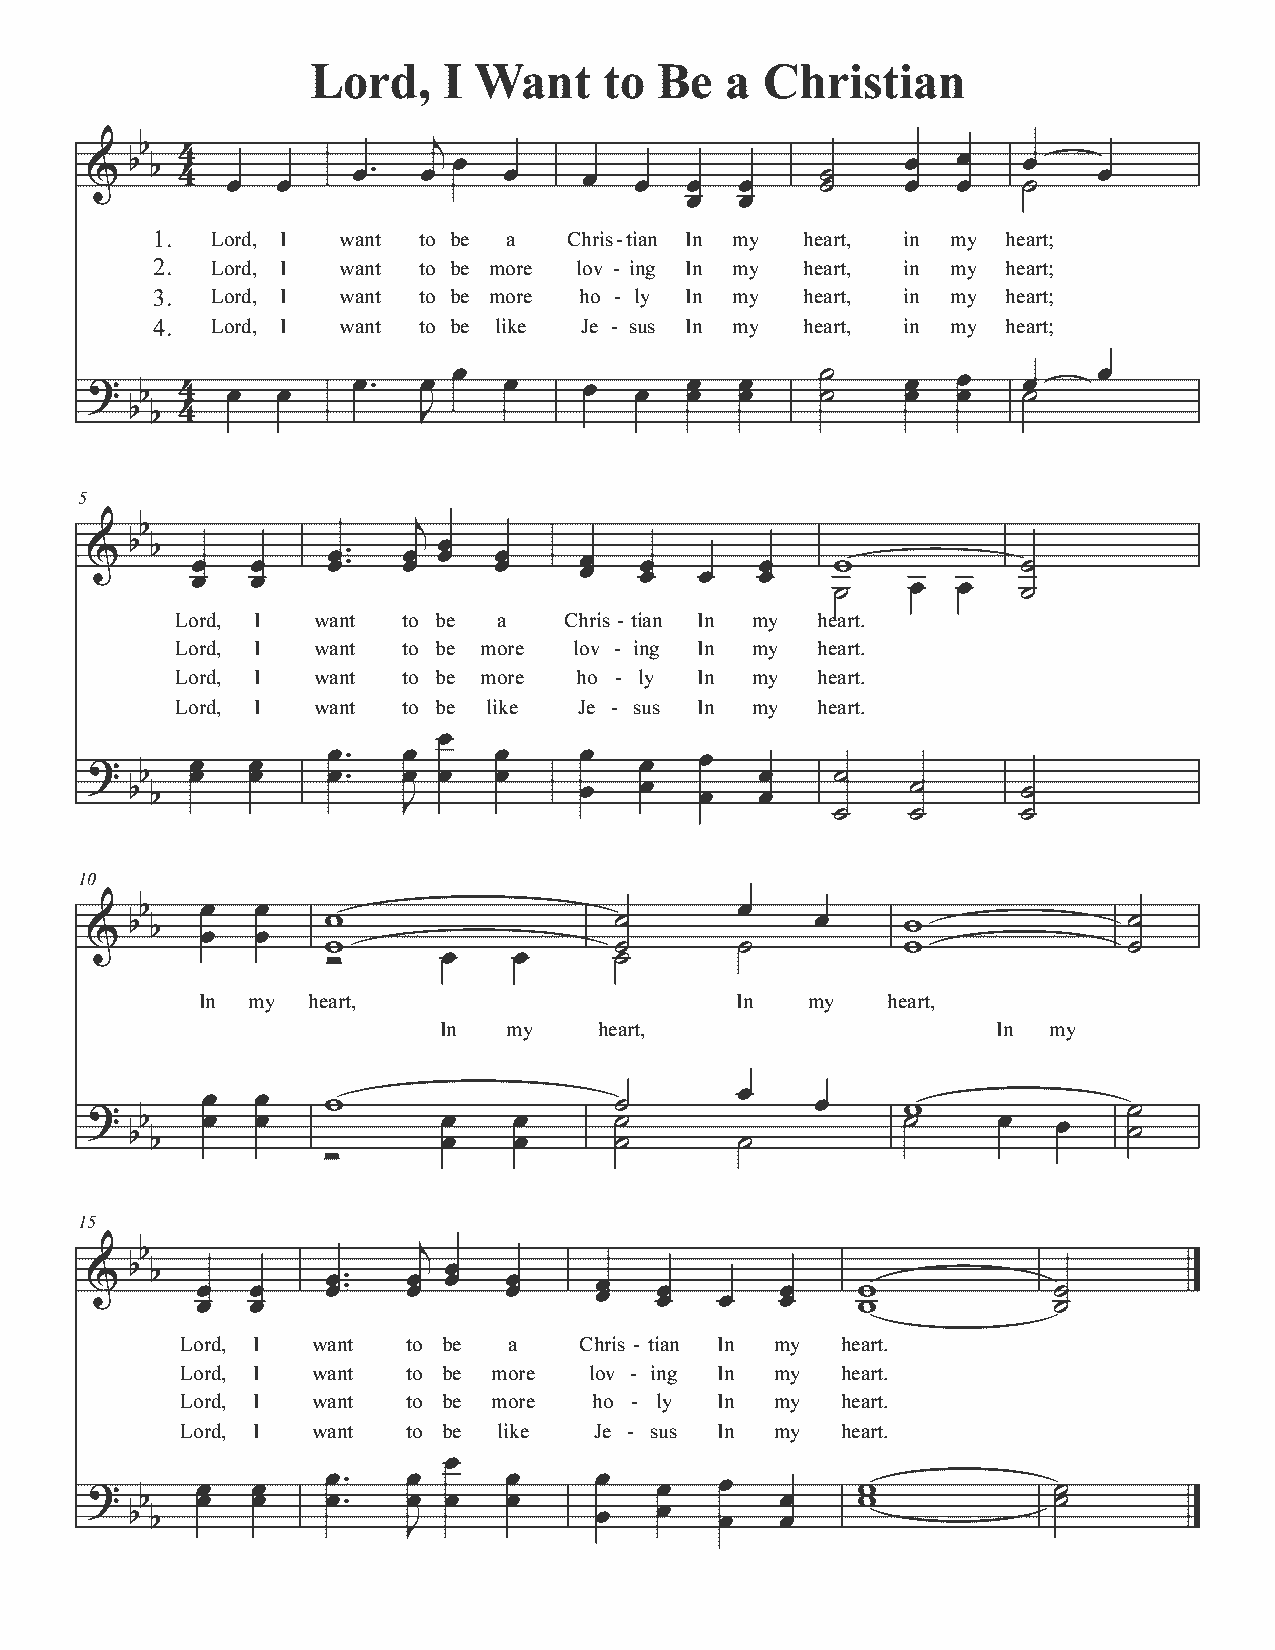 Lord, I Want to Be a Christian
4
4
1. Lord, I want to be a Chris-tian In my heart, in my heart;
2. Lord, I want to be more lov - ing In my heart, in my heart;
3. Lord, I want to be more ho - ly In my heart, in my heart;
4. Lord, I want to be like Je - sus In my heart, in my heart;
4
4
5
Lord, I want to be a Chris - tian In my heart.
Lord, I want to be more lov - ing In my heart.
Lord, I want to be more ho - ly In my heart.
Lord, I want to be like Je - sus In my heart.
10
In my heart, In my heart,
In my heart, In my
15
Lord, I want to be a Chris - tian In my heart.
Lord, I want to be more lov - ing In my heart.
Lord, I want to be more ho - ly In my heart.
Lord, I want to be like Je - sus In my heart.